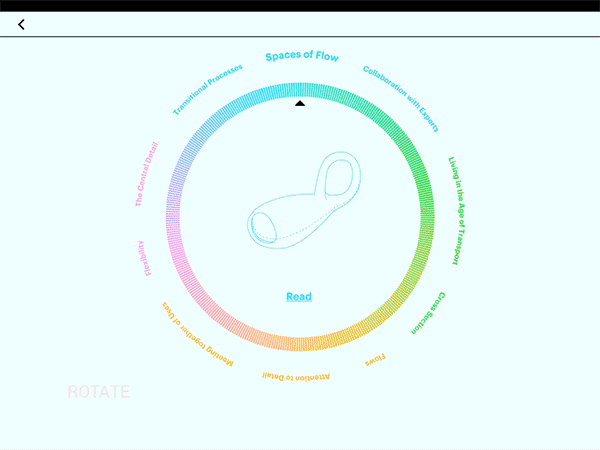 Spaces of Flow
Collaboration with Experts
Living in the Age of Transport
Cross Section
Flows
Attention to Detail
Meeting together of Uses
Flexibility
The Central Detail
Transitional Processes
Read
ROTATE